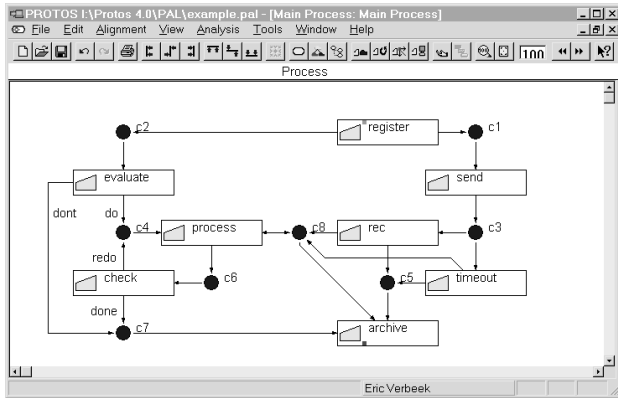 PROTOS I:\Protos 4.0\PAL\example.pal - [Main Process: Main Process]
File Edit Alignment View Analysis Tools Window Help
100
Process
c2 register c1
evaluate send
dont do c4 process c8 rec c3
redo
check c6 c5 timeout
done
c7 archive
Eric Verbeek